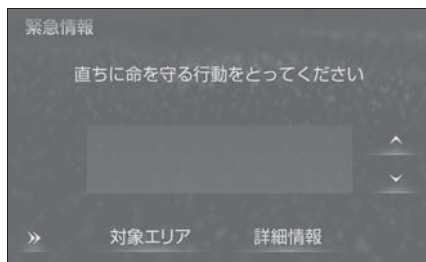 緊急情報
直ちに命を守る行動をとってください
対象エリア 詳細情報